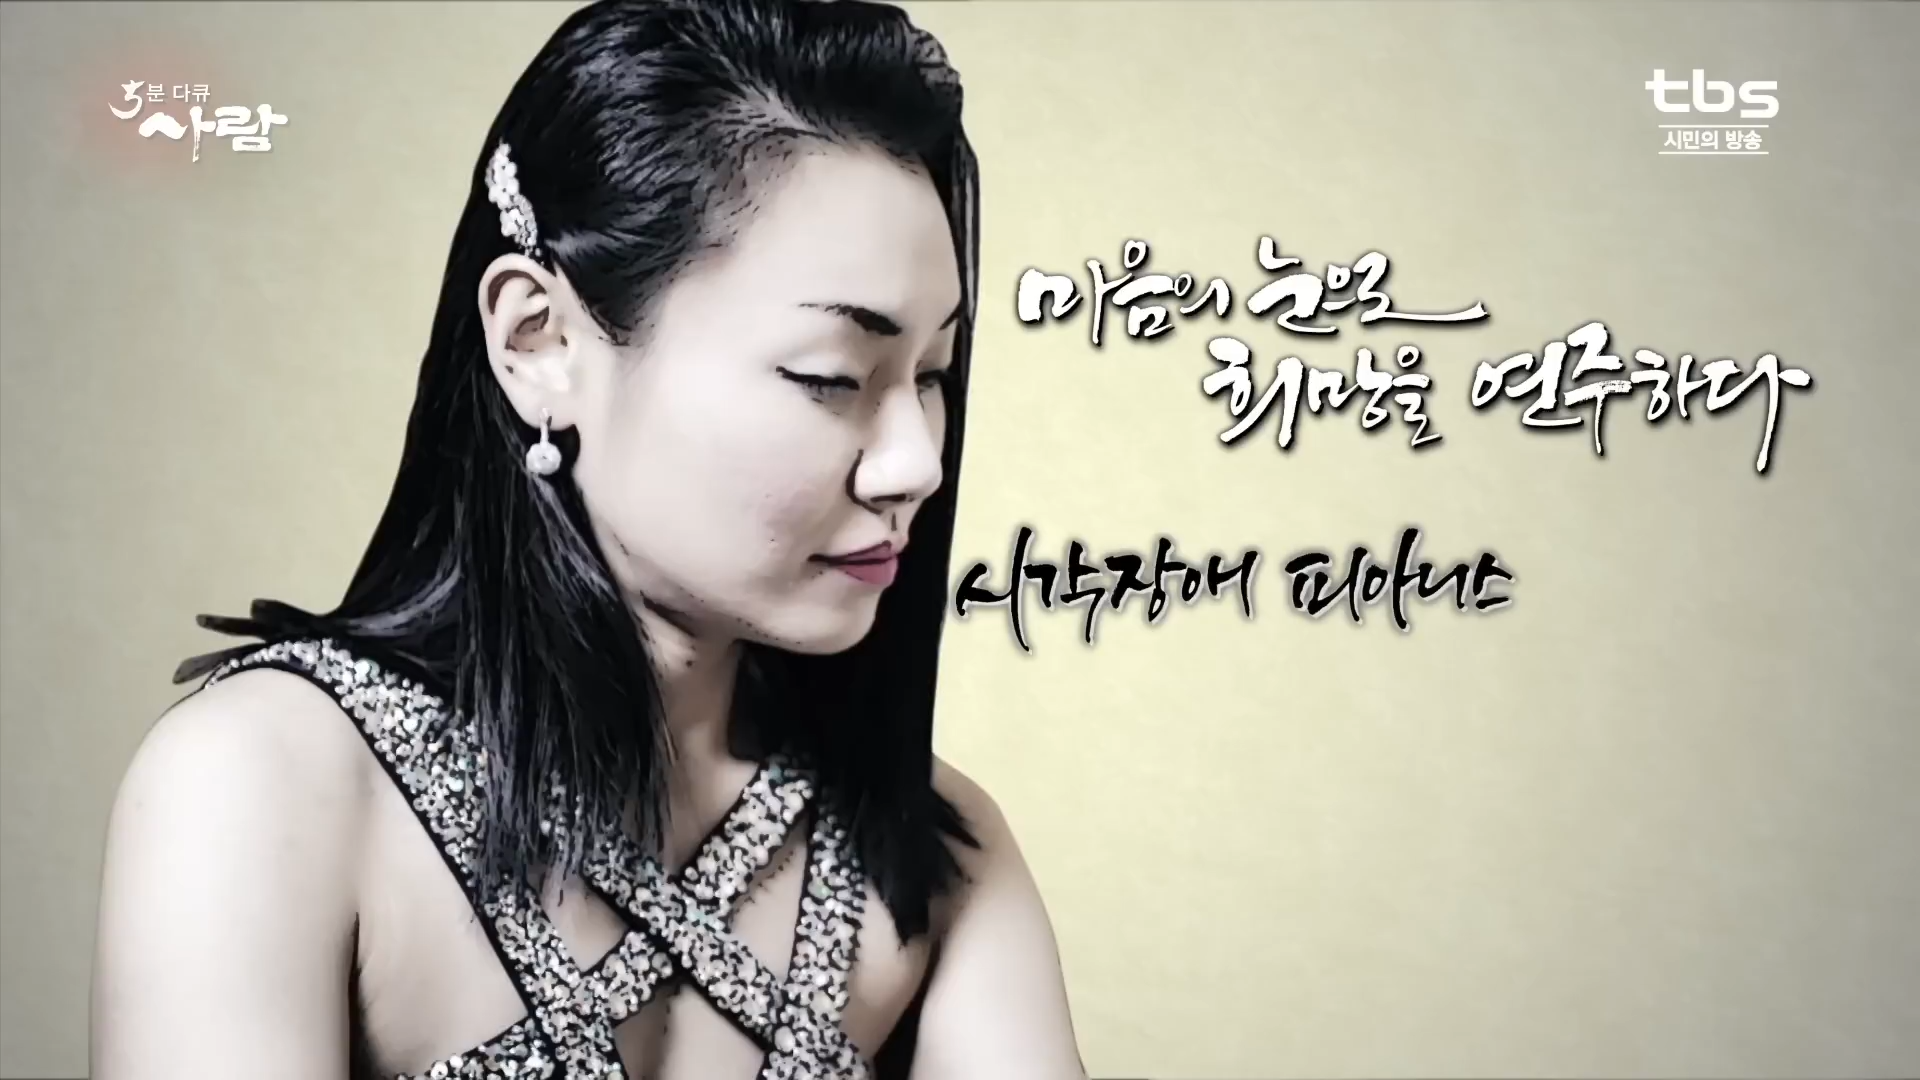 5분 다큐
사람
tbs
시민의 방송
마음의 눈으로
희망을 연주하다
시각장애 피아니스